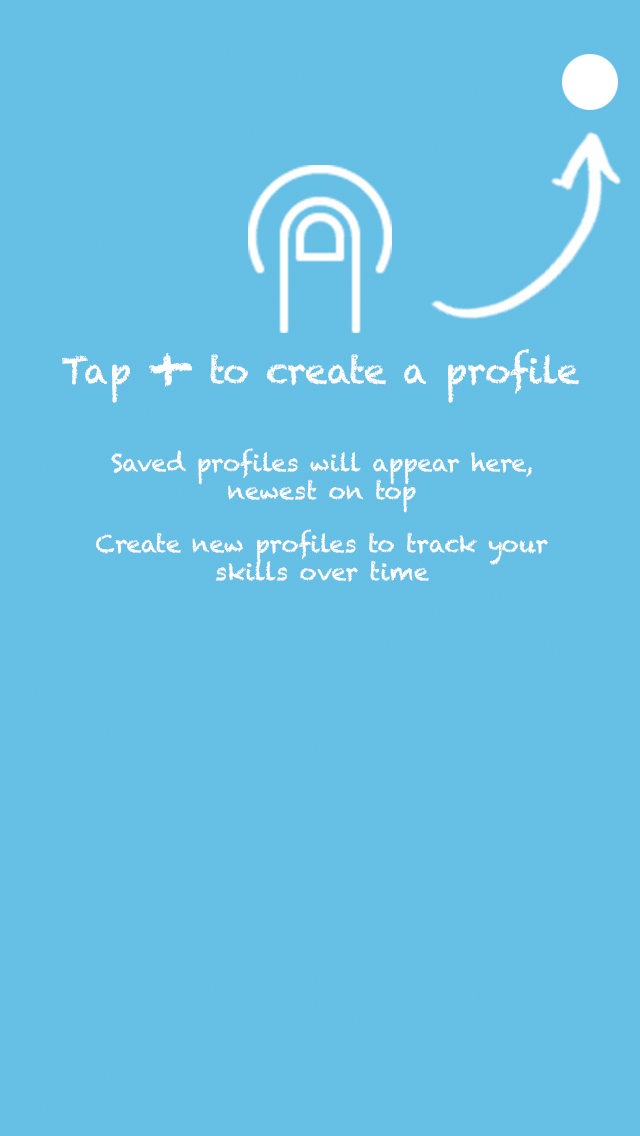 Tap + to create a profile
Saved profiles will appear here,
newest on top
Create new profiles to track your
skills over time